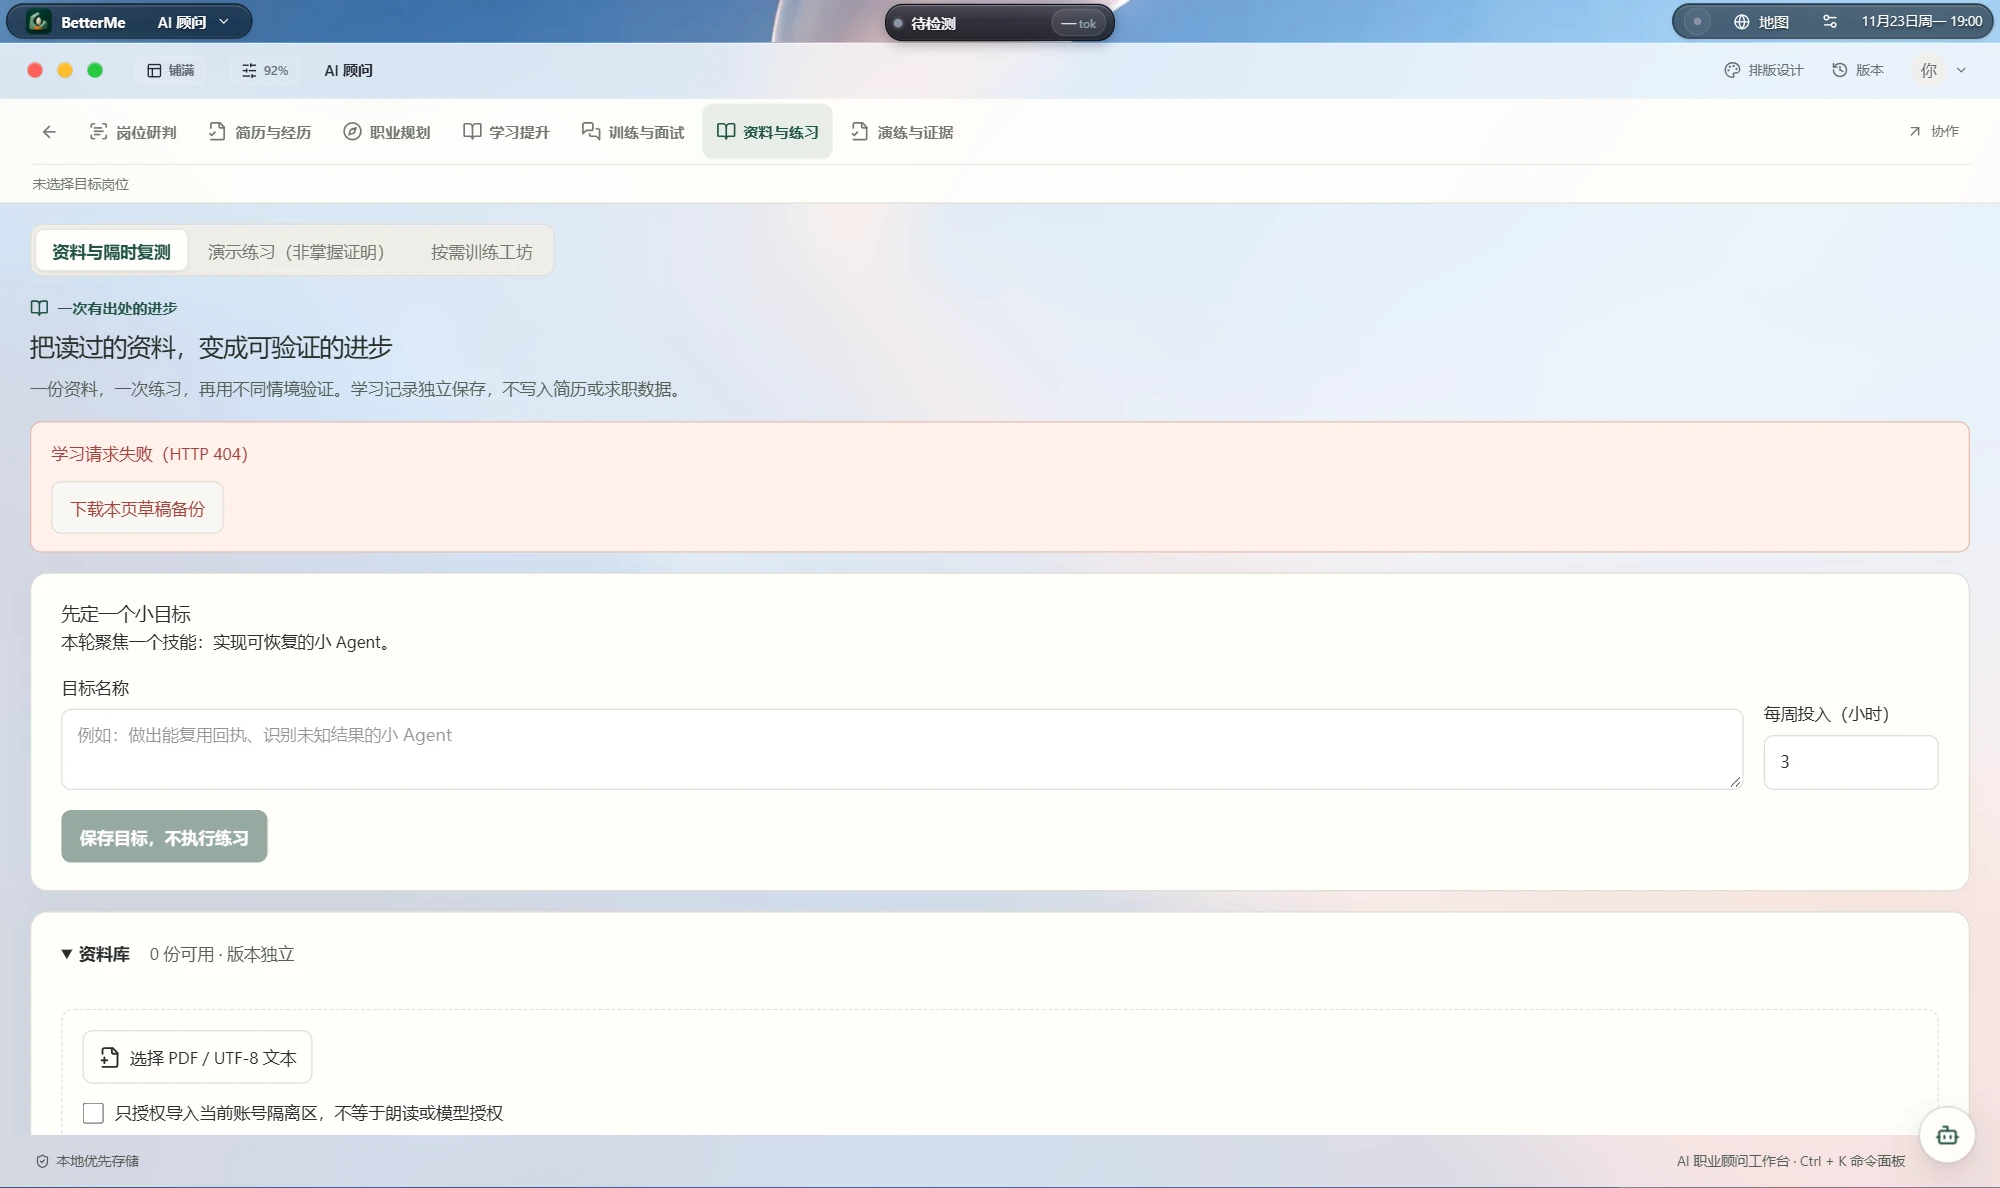 BetterMe AI 顾问
待检测 — tok
地图 11月23日周一 19:00
铺满 92% AI 顾问
排版设计 版本 你
岗位研判 简历与经历 职业规划 学习提升 训练与面试 资料与练习 演练与证据 协作
未选择目标岗位
资料与隔时复测 演示练习（非掌握证明） 按需训练工坊
一次有出处的进步
把读过的资料，变成可验证的进步
一份资料，一次练习，再用不同情境验证。学习记录独立保存，不写入简历或求职数据。
学习请求失败（HTTP 404）
下载本页草稿备份
先定一个小目标
本轮聚焦一个技能：实现可恢复的小 Agent。
目标名称
例如：做出能复用回执、识别未知结果的小 Agent
每周投入（小时）
3
保存目标，不执行练习
▼ 资料库 0 份可用 · 版本独立
选择 PDF / UTF-8 文本
只授权导入当前账号隔离区，不等于朗读或模型授权
本地优先存储
AI 职业顾问工作台 · Ctrl + K 命令面板